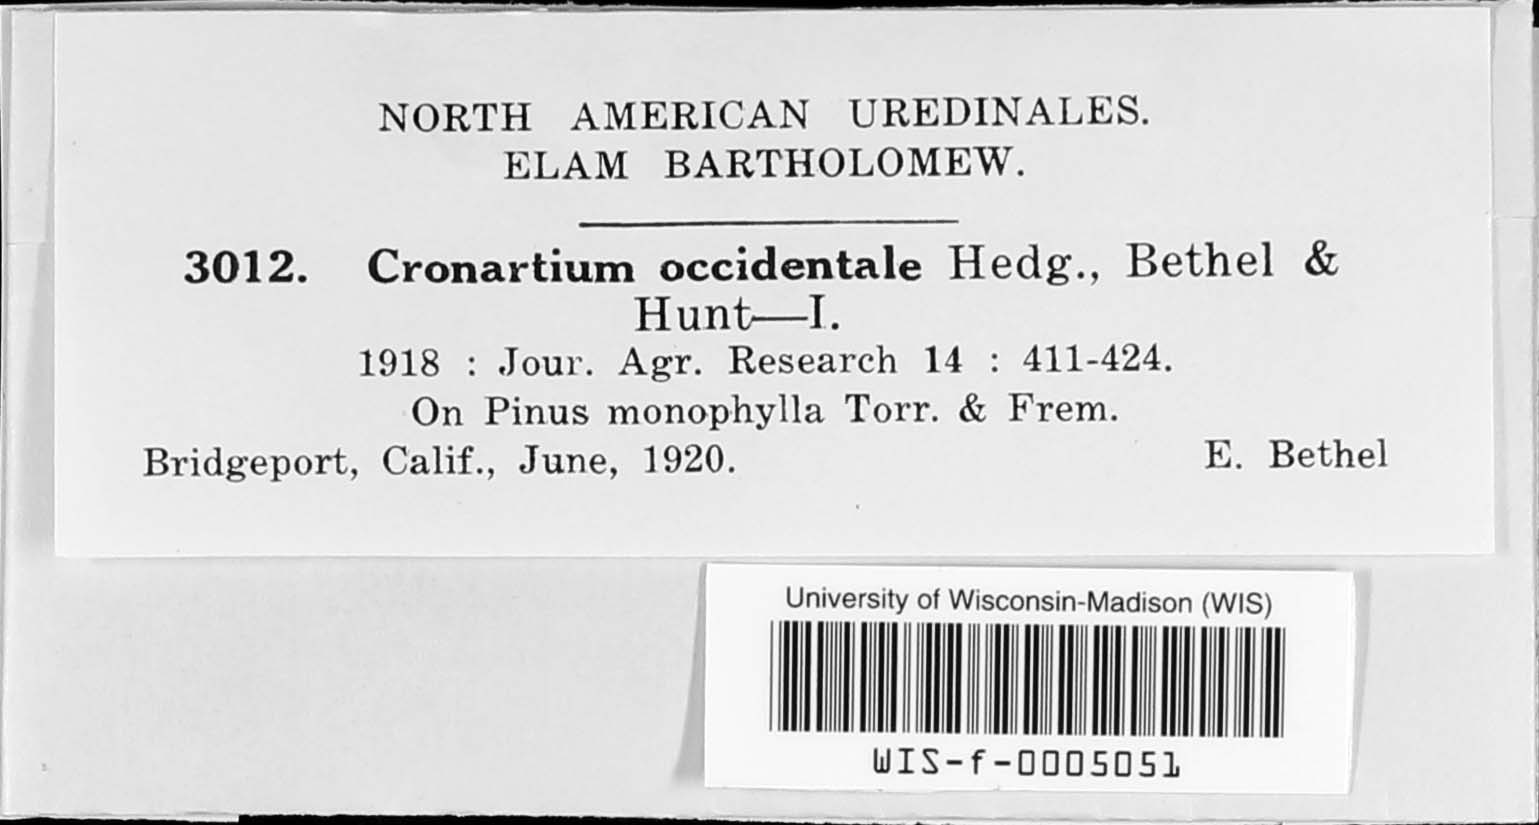 NORTH AMERICAN UREDINALES.
ELAM BARTHOLOMEW.
3012. Cronartium occidentale Hedg., Bethel &
Hunt—I.
1918 : Jour. Agr. Research 14 : 411-424.
On Pinus monophylla Torr. & Frem.
Bridgeport, Calif., June, 1920. E. Bethel
University of Wisconsin-Madison (WIS)
WIS-f-0005051